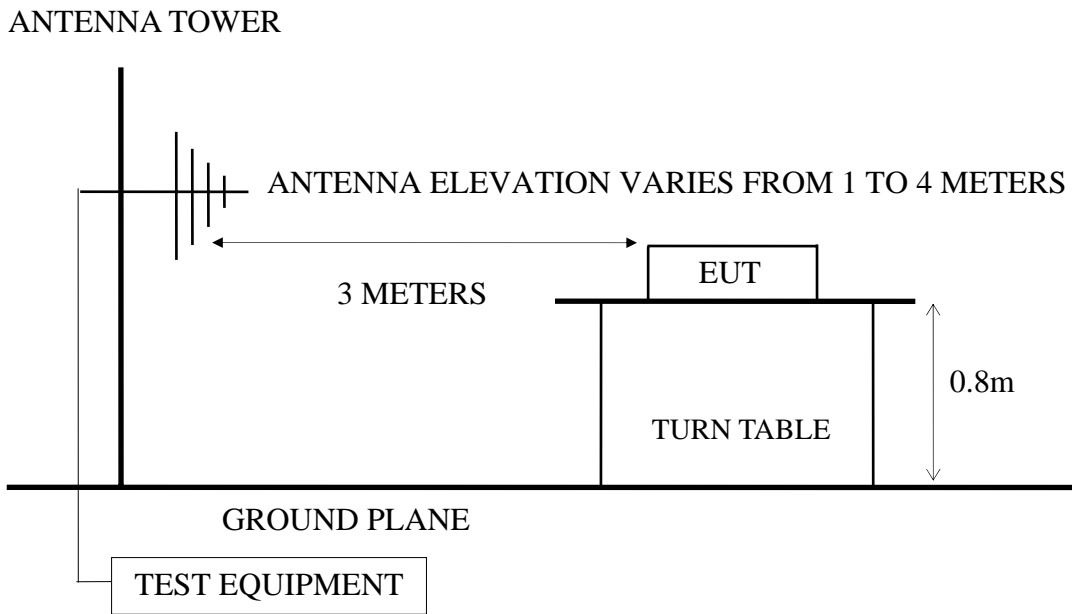 ANTENNA TOWER
ANTENNA ELEVATION VARIES FROM 1 TO 4 METERS
EUT
3 METERS
0.8m
TURN TABLE
GROUND PLANE
TEST EQUIPMENT